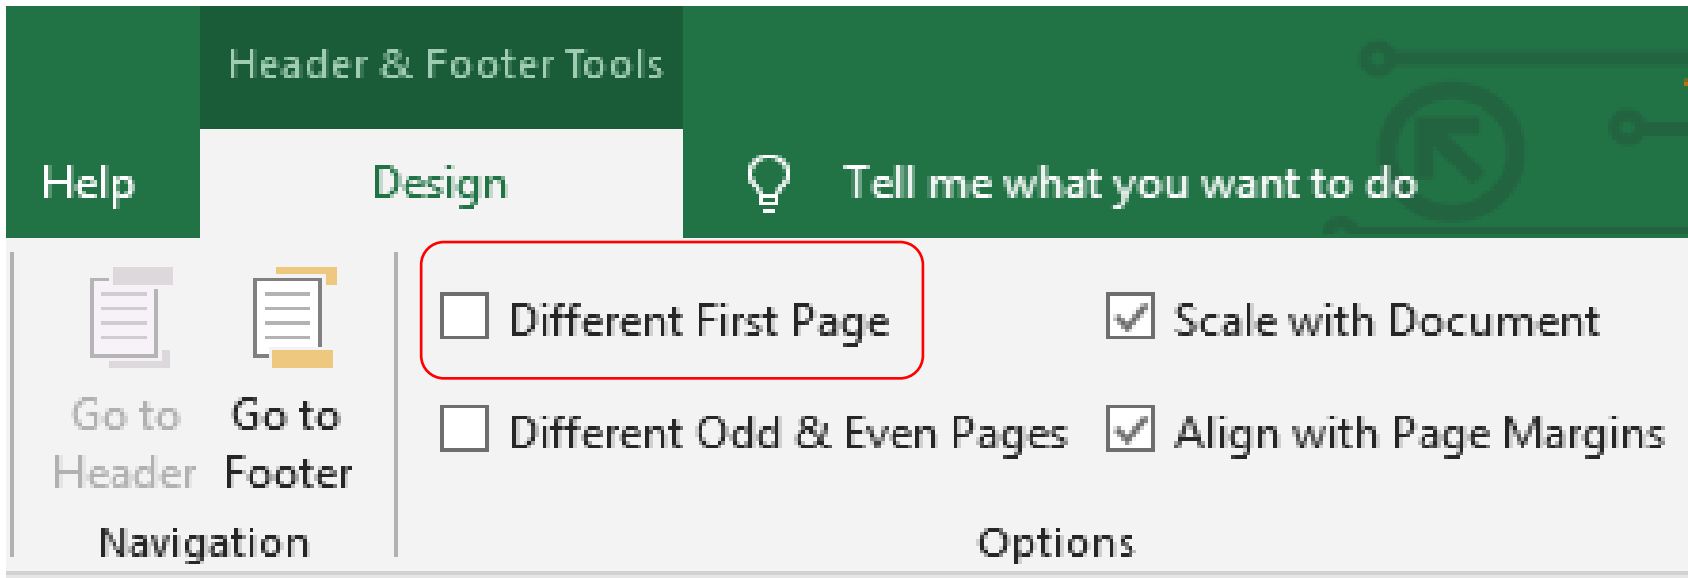 Header & Footer Tools
Help
Design
Tell me what you want to do
Go to
Header
Go to
Footer
Navigation
Different First Page
Different Odd & Even Pages
Scale with Document
Align with Page Margins
Options